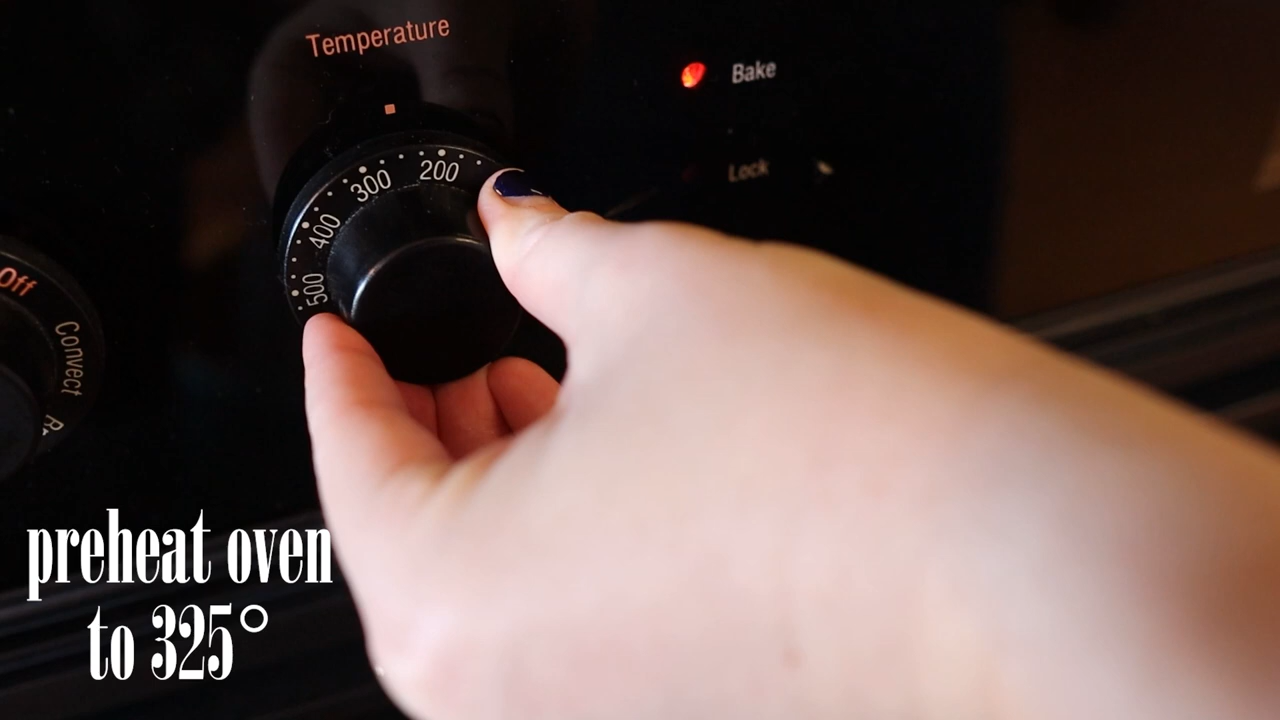 Temperature
Bake
200
300
Lock
400
500
Off
Convect
preheat oven
to 325°